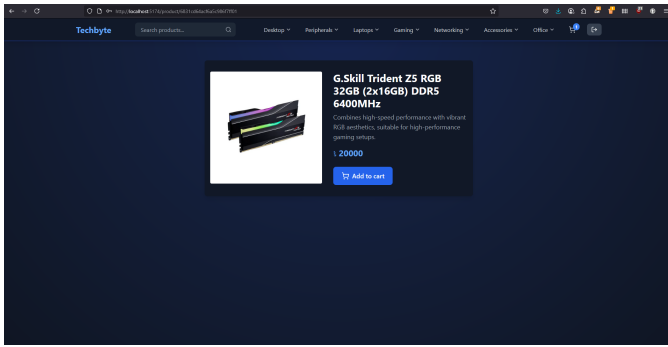 Techbyte
Search products...
Desktop
Peripherals
Laptops
Gaming
Networking
Accessories
Office
G.Skill Trident Z5 RGB
32GB (2x16GB) DDR5
6400MHz
Combines high-speed performance with vibrant
RGB aesthetics, suitable for high-performance
gaming setups.
৳ 20000
Add to cart